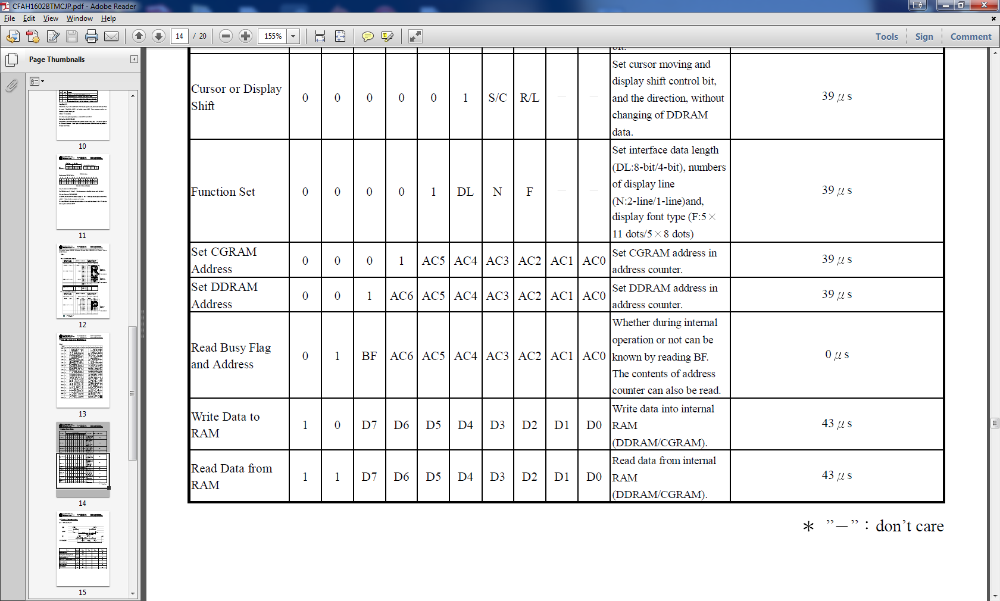 CFAH1602BTMCJP.pdf - Adobe Reader
File Edit View Window Help
14 / 20 155% Tools Sign Comment
Page Thumbnails
10
11
12
13
14
15
bit.
Cursor or Display Shift 0 0 0 0 0 1 S/C R/L — — Set cursor moving and display shift control bit, and the direction, without changing of DDRAM data. 39 μ s
Function Set 0 0 0 0 1 DL N F — — Set interface data length (DL:8-bit/4-bit), numbers of display line (N:2-line/1-line)and, display font type (F:5× 11 dots/5×8 dots) 39 μ s
Set CGRAM Address 0 0 0 1 AC5 AC4 AC3 AC2 AC1 AC0 Set CGRAM address in address counter. 39 μ s
Set DDRAM Address 0 0 1 AC6 AC5 AC4 AC3 AC2 AC1 AC0 Set DDRAM address in address counter. 39 μ s
Read Busy Flag and Address 0 1 BF AC6 AC5 AC4 AC3 AC2 AC1 AC0 Whether during internal operation or not can be known by reading BF. The contents of address counter can also be read. 0 μ s
Write Data to RAM 1 0 D7 D6 D5 D4 D3 D2 D1 D0 Write data into internal RAM (DDRAM/CGRAM). 43 μ s
Read Data from RAM 1 1 D7 D6 D5 D4 D3 D2 D1 D0 Read data from internal RAM (DDRAM/CGRAM). 43 μ s
* ”—”：don’t care